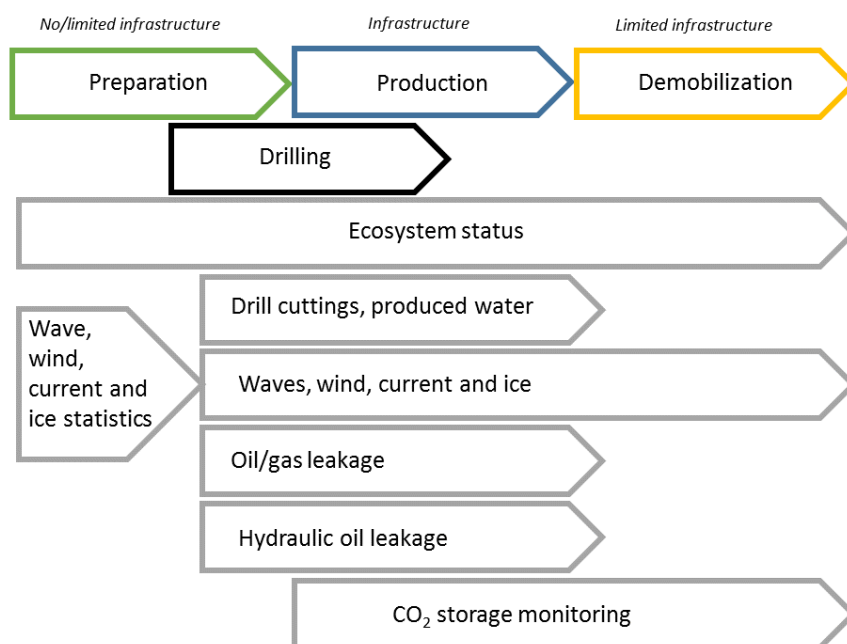 No/limited infrastructure
Infrastructure
Limited infrastructure
Preparation
Production
Demobilization
Drilling
Ecosystem status
Drill cuttings, produced water
Wave,
wind,
current and
ice statistics
Waves, wind, current and ice
Oil/gas leakage
Hydraulic oil leakage
CO₂ storage monitoring